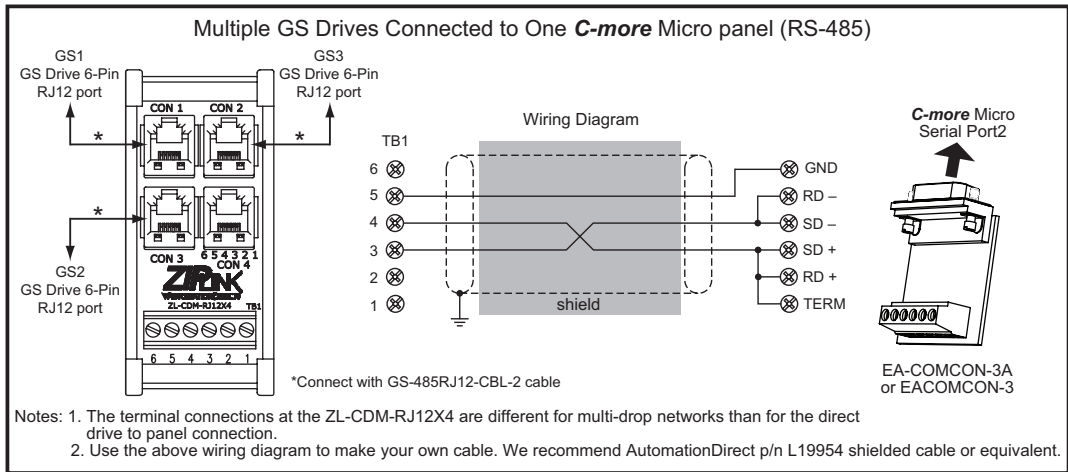 Multiple GS Drives Connected to One C-more Micro panel (RS-485)
GS1
GS Drive 6-Pin
RJ12 port
GS3
GS Drive 6-Pin
RJ12 port
CON 1 CON 2
*
*
*
CON 3
6 5 4 3 2 1
CON 4
GS2
GS Drive 6-Pin
RJ12 port
ZIPLINK
ZL-CDM-RJ12X4 TB1
6 5 4 3 2 1
*Connect with GS-485RJ12-CBL-2 cable
Wiring Diagram
TB1
6
5
4
3
2
1
shield
GND
RD –
SD –
SD +
RD +
TERM
C-more Micro
Serial Port2
EA-COMCON-3A
or EACOMCON-3
Notes: 1. The terminal connections at the ZL-CDM-RJ12X4 are different for multi-drop networks than for the direct
drive to panel connection.
2. Use the above wiring diagram to make your own cable. We recommend AutomationDirect p/n L19954 shielded cable or equivalent.